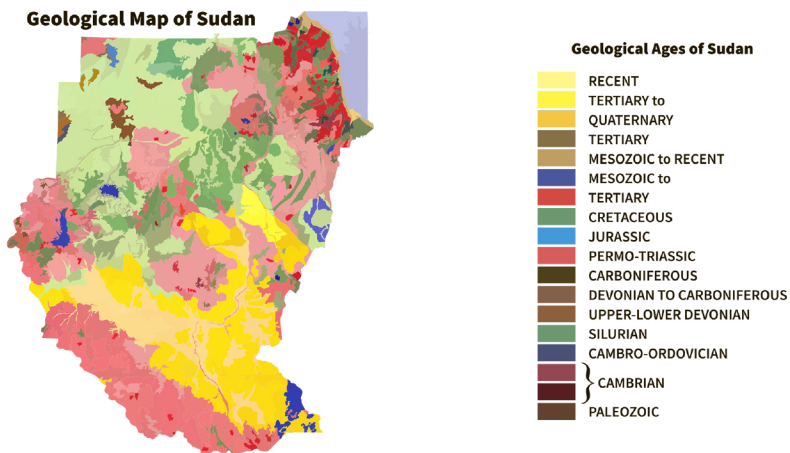 Geological Map of Sudan
Geological Ages of Sudan
RECENT
TERTIARY to
QUATERNARY
TERTIARY
MESOZOIC to RECENT
MESOZOIC to
TERTIARY
CRETACEOUS
JURASSIC
PERMO-TRIASSIC
CARBONIFEROUS
DEVONIAN TO CARBONIFEROUS
UPPER-LOWER DEVONIAN
SILURIAN
CAMBRO-ORDOVICIAN
CAMBRIAN
PALEOZOIC